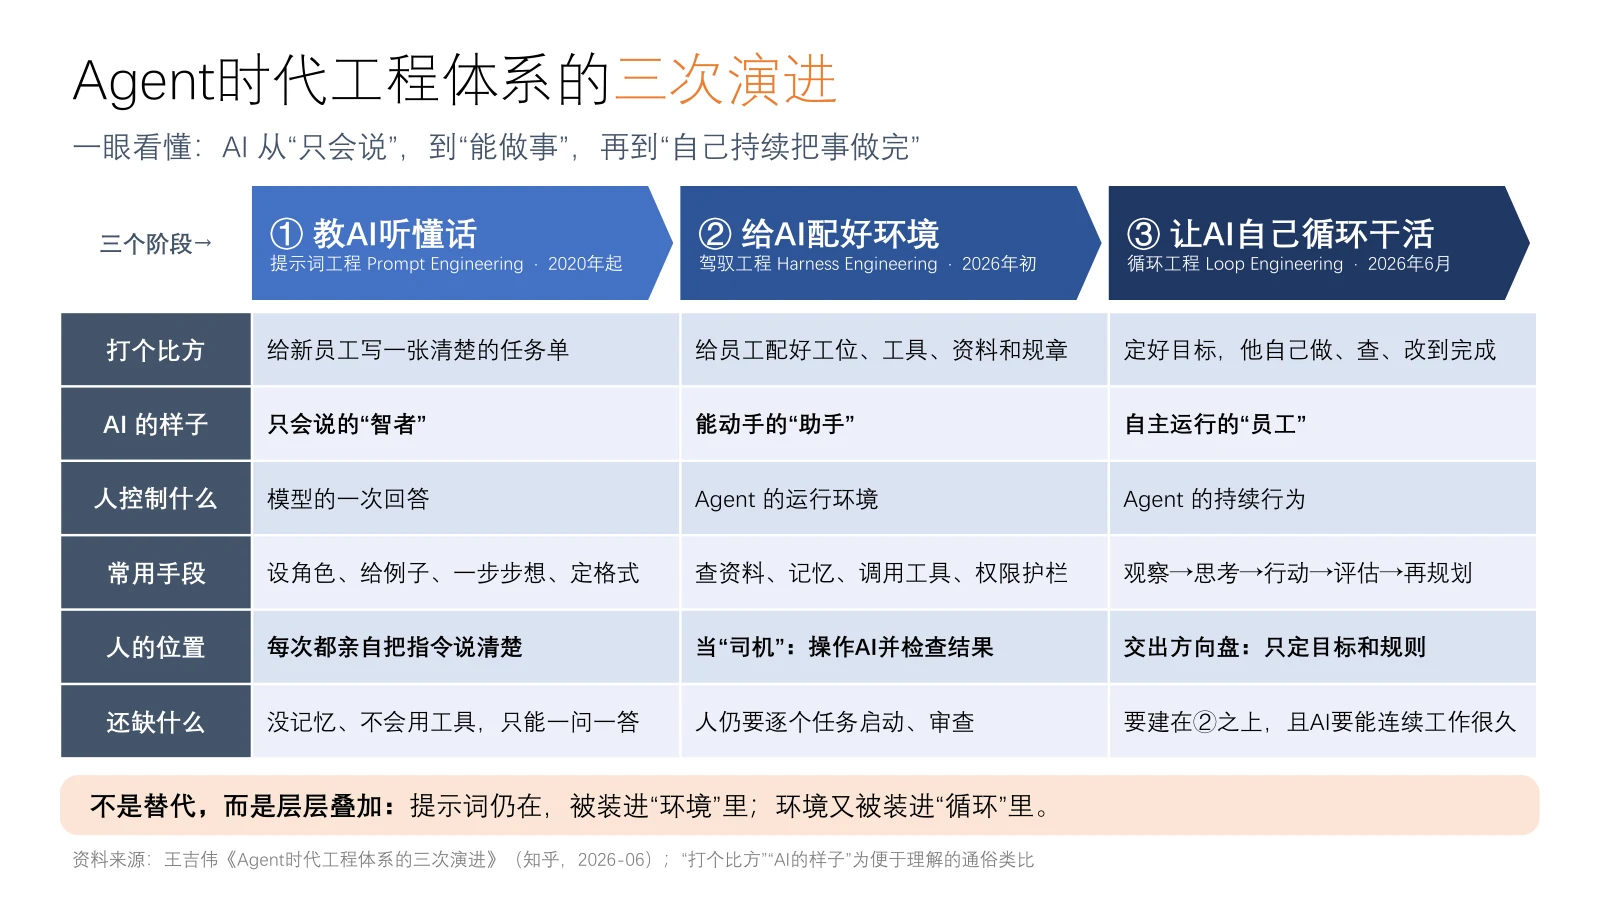 Agent时代工程体系的三次演进
一眼看懂：AI 从“只会说”，到“能做事”，再到“自己持续把事做完”
三个阶段→
① 教AI听懂话
提示词工程 Prompt Engineering · 2020年起
② 给AI配好环境
驾驭工程 Harness Engineering · 2026年初
③ 让AI自己循环干活
循环工程 Loop Engineering · 2026年6月
打个比方
给新员工写一张清楚的任务单
给员工配好工位、工具、资料和规章
定好目标，他自己做、查、改到完成
AI 的样子
只会说的“智者”
能动手的“助手”
自主运行的“员工”
人控制什么
模型的一次回答
Agent 的运行环境
Agent 的持续行为
常用手段
设角色、给例子、一步步想、定格式
查资料、记忆、调用工具、权限护栏
观察→思考→行动→评估→再规划
人的位置
每次都亲自把指令说清楚
当“司机”：操作AI并检查结果
交出方向盘：只定目标和规则
还缺什么
没记忆、不会用工具，只能一问一答
人仍要逐个任务启动、审查
要建在②之上，且AI要能连续工作很久
不是替代，而是层层叠加：提示词仍在，被装进“环境”里；环境又被装进“循环”里。
资料来源：王吉伟《Agent时代工程体系的三次演进》（知乎，2026-06）；“打个比方”“AI的样子”为便于理解的通俗类比